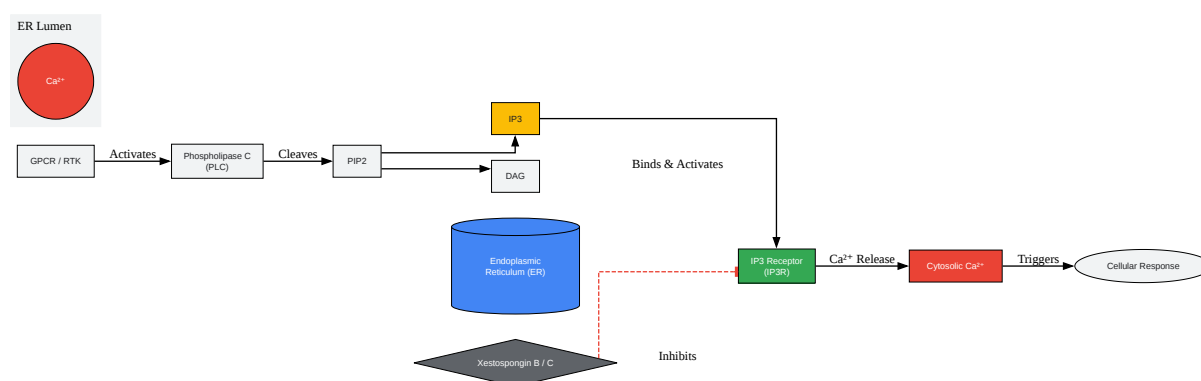 ER Lumen
Ca²⁺
GPCR / RTK
Activates
Phospholipase C
(PLC)
Cleaves
PIP2
IP3
DAG
Binds & Activates
Endoplasmic
Reticulum (ER)
IP3 Receptor
(IP3R)
Ca²⁺ Release
Cytosolic Ca²⁺
Triggers
Cellular Response
Xestospongin B / C
Inhibits